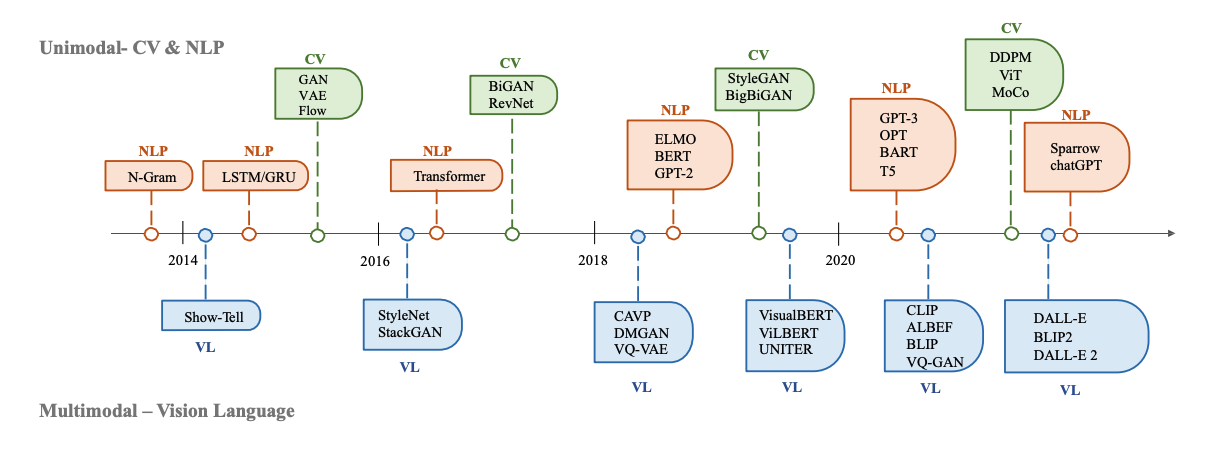 Unimodal- CV & NLP
CV
GAN
VAE
Flow
CV
BiGAN
RevNet
CV
StyleGAN
BigBiGAN
CV
DDPM
ViT
MoCo
NLP
N-Gram
NLP
LSTM/GRU
NLP
Transformer
NLP
ELMO
BERT
GPT-2
NLP
GPT-3
OPT
BART
T5
NLP
Sparrow
chatGPT
2014
2016
2018
2020
Show-Tell
VL
StyleNet
StackGAN
VL
CAVP
DMGAN
VQ-VAE
VL
VisualBERT
ViLBERT
UNITER
VL
CLIP
ALBEF
BLIP
VQ-GAN
VL
DALL-E
BLIP2
DALL-E 2
VL
Multimodal – Vision Language